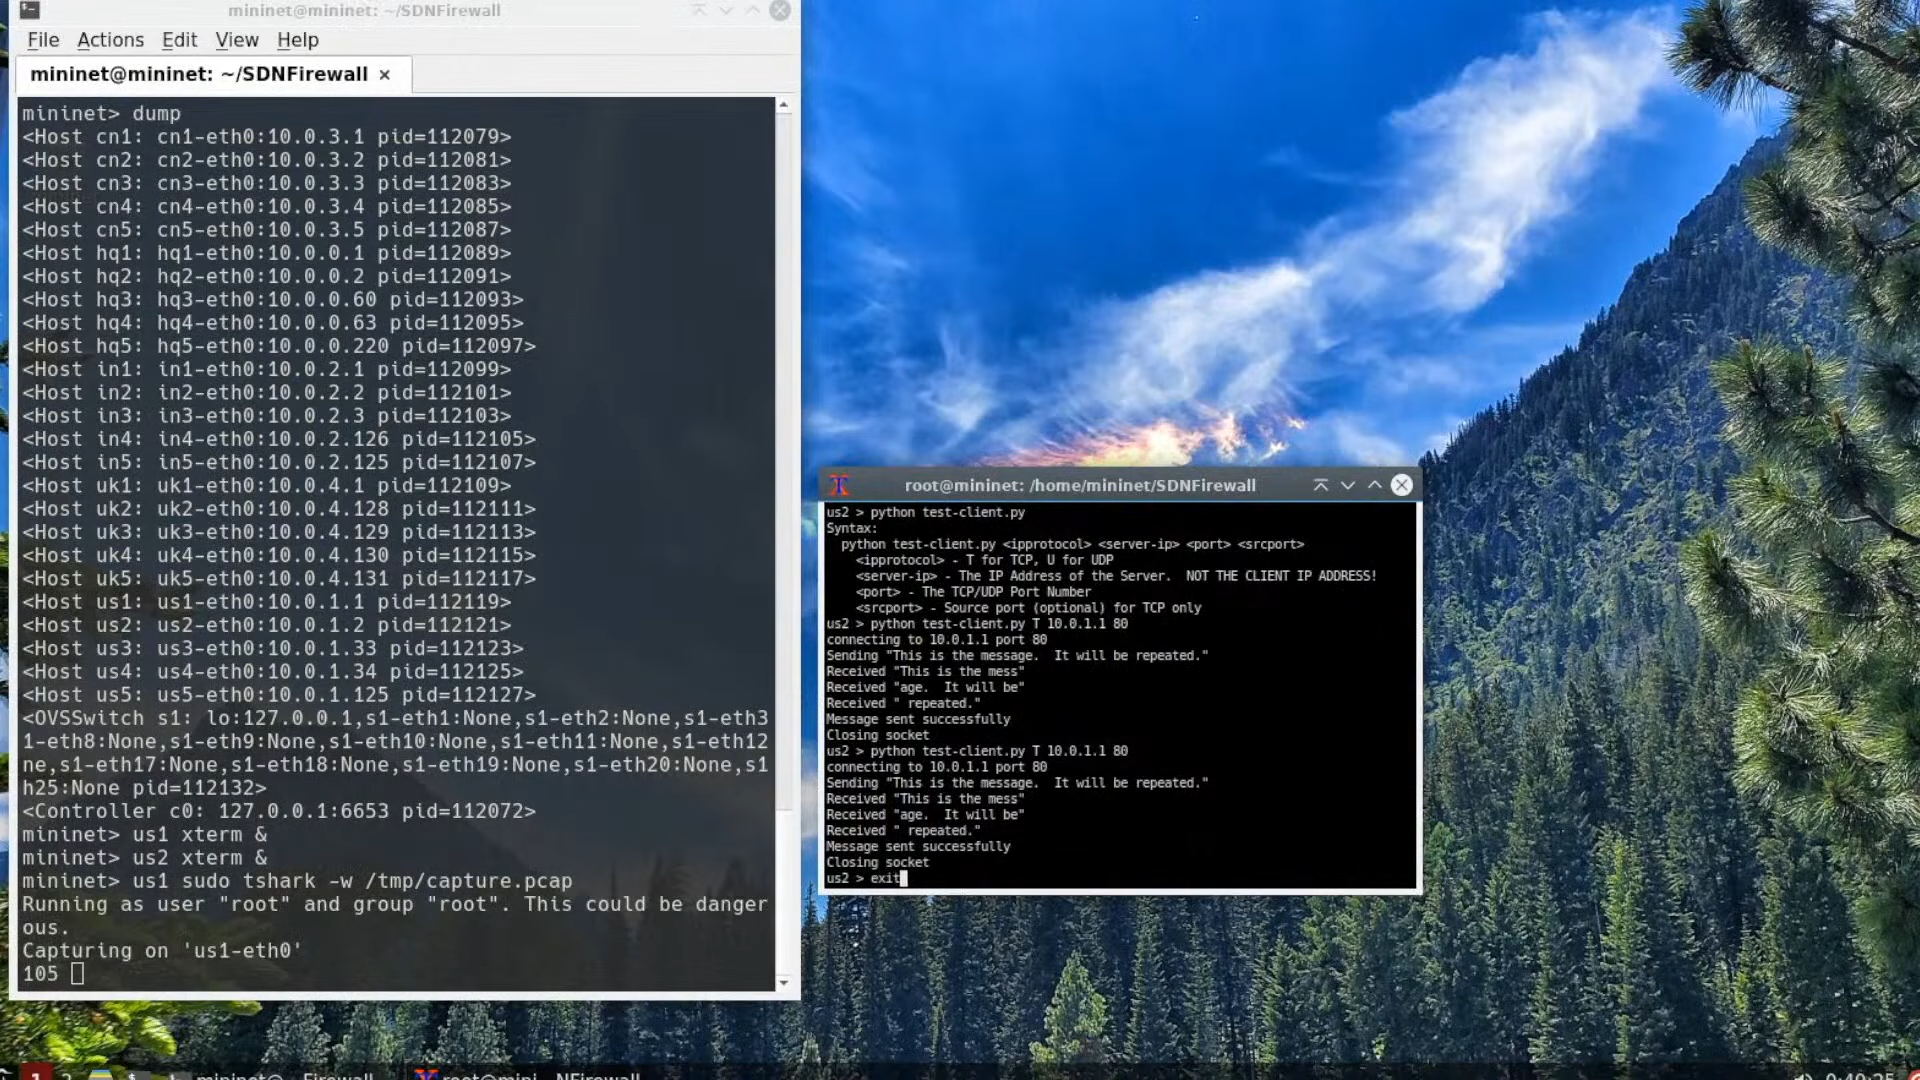 mininet@mininet: ~/SDNFirewall
File Actions Edit View Help
mininet@mininet: ~/SDNFirewall ×
mininet> dump
<Host cn1: cn1-eth0:10.0.3.1 pid=112079>
<Host cn2: cn2-eth0:10.0.3.2 pid=112081>
<Host cn3: cn3-eth0:10.0.3.3 pid=112083>
<Host cn4: cn4-eth0:10.0.3.4 pid=112085>
<Host cn5: cn5-eth0:10.0.3.5 pid=112087>
<Host hq1: hq1-eth0:10.0.0.1 pid=112089>
<Host hq2: hq2-eth0:10.0.0.2 pid=112091>
<Host hq3: hq3-eth0:10.0.0.60 pid=112093>
<Host hq4: hq4-eth0:10.0.0.63 pid=112095>
<Host hq5: hq5-eth0:10.0.0.220 pid=112097>
<Host in1: in1-eth0:10.0.2.1 pid=112099>
<Host in2: in2-eth0:10.0.2.2 pid=112101>
<Host in3: in3-eth0:10.0.2.3 pid=112103>
<Host in4: in4-eth0:10.0.2.126 pid=112105>
<Host in5: in5-eth0:10.0.2.125 pid=112107>
<Host uk1: uk1-eth0:10.0.4.1 pid=112109>
<Host uk2: uk2-eth0:10.0.4.128 pid=112111>
<Host uk3: uk3-eth0:10.0.4.129 pid=112113>
<Host uk4: uk4-eth0:10.0.4.130 pid=112115>
<Host uk5: uk5-eth0:10.0.4.131 pid=112117>
<Host us1: us1-eth0:10.0.1.1 pid=112119>
<Host us2: us2-eth0:10.0.1.2 pid=112121>
<Host us3: us3-eth0:10.0.1.33 pid=112123>
<Host us4: us4-eth0:10.0.1.34 pid=112125>
<Host us5: us5-eth0:10.0.1.125 pid=112127>
<OVSSwitch s1: lo:127.0.0.1,s1-eth1:None,s1-eth2:None,s1-eth3
1-eth8:None,s1-eth9:None,s1-eth10:None,s1-eth11:None,s1-eth12
ne,s1-eth17:None,s1-eth18:None,s1-eth19:None,s1-eth20:None,s1
h25:None pid=112132>
<Controller c0: 127.0.0.1:6653 pid=112072>
mininet> us1 xterm &
mininet> us2 xterm &
mininet> us1 sudo tshark -w /tmp/capture.pcap
Running as user "root" and group "root". This could be danger
ous.
Capturing on 'us1-eth0'
105
root@mininet: /home/mininet/SDNFirewall
us2 > python test-client.py
Syntax:
python test-client.py <ipprotocol> <server-ip> <port> <srcport>
<ipprotocol> - T for TCP, U for UDP
<server-ip> - The IP Address of the Server.  NOT THE CLIENT IP ADDRESS!
<port> - The TCP/UDP Port Number
<srcport> - Source port (optional) for TCP only
us2 > python test-client.py T 10.0.1.1 80
connecting to 10.0.1.1 port 80
Sending "This is the message.  It will be repeated."
Received "This is the mess"
Received "age.  It will be"
Received " repeated."
Message sent successfully
Closing socket
us2 > python test-client.py T 10.0.1.1 80
connecting to 10.0.1.1 port 80
Sending "This is the message.  It will be repeated."
Received "This is the mess"
Received "age.  It will be"
Received " repeated."
Message sent successfully
Closing socket
us2 > exit